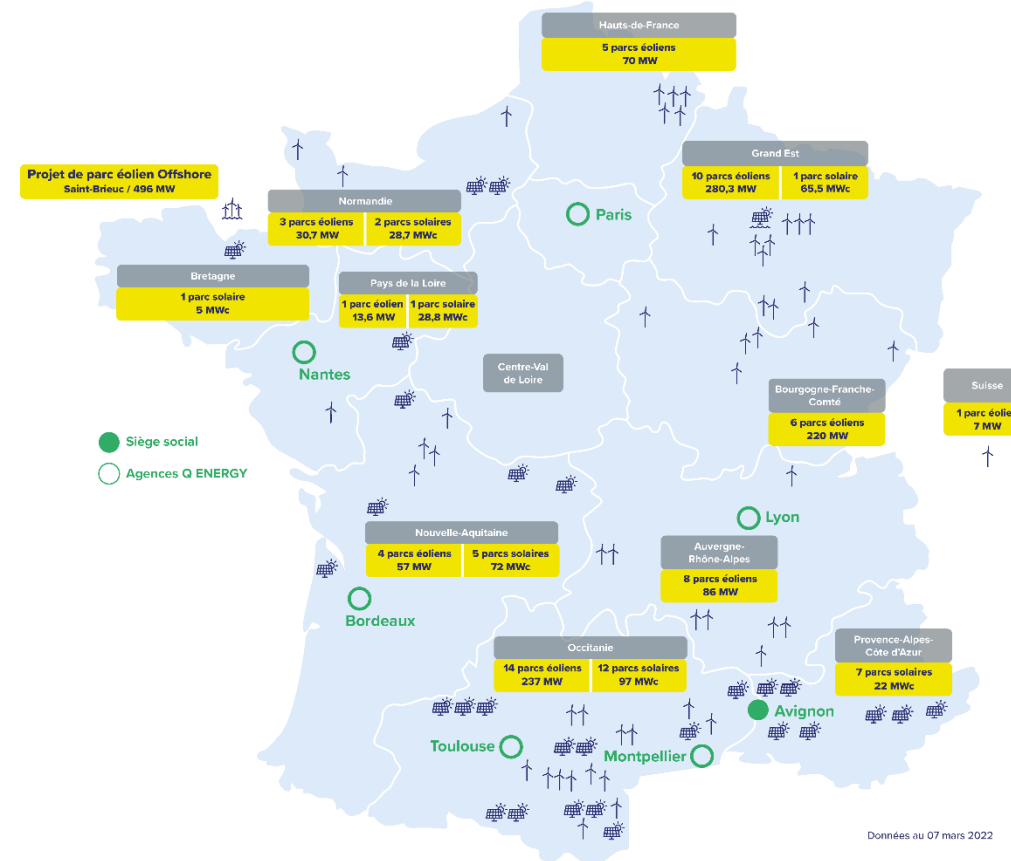 Hauts-de-France
5 parcs éoliens
70 MW
Grand Est
10 parcs éoliens
280,3 MW
1 parc solaire
65,5 MWc
Projet de parc éolien Offshore
Saint-Brieuc / 496 MW
Normandie
3 parcs éoliens
30,7 MW
2 parcs solaires
28,7 MWc
Paris
Bretagne
1 parc solaire
5 MWc
Pays de la Loire
1 parc éolien
13,6 MW
1 parc solaire
28,8 MWc
Nantes
Centre-Val
de Loire
Bourgogne-Franche-
Comté
6 parcs éoliens
220 MW
Suisse
1 parc éolie
7 MW
Siège social
Agences Q ENERGY
Lyon
Nouvelle-Aquitaine
4 parcs éoliens
57 MW
5 parcs solaires
72 MWc
Auvergne-
Rhône-Alpes
8 parcs éoliens
86 MW
Bordeaux
Occitanie
14 parcs éoliens
237 MW
12 parcs solaires
97 MWc
Provence-Alpes-
Côte d'Azur
7 parcs solaires
22 MWc
Avignon
Toulouse
Montpellier
Données au 07 mars 2022